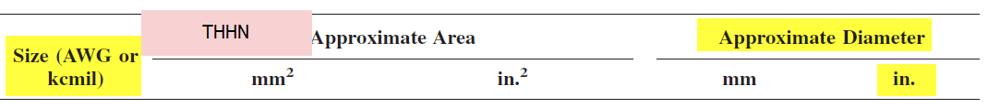 THHN
Approximate Area
Approximate Diameter
Size (AWG or
kcmil)
mm²
in.²
mm
in.